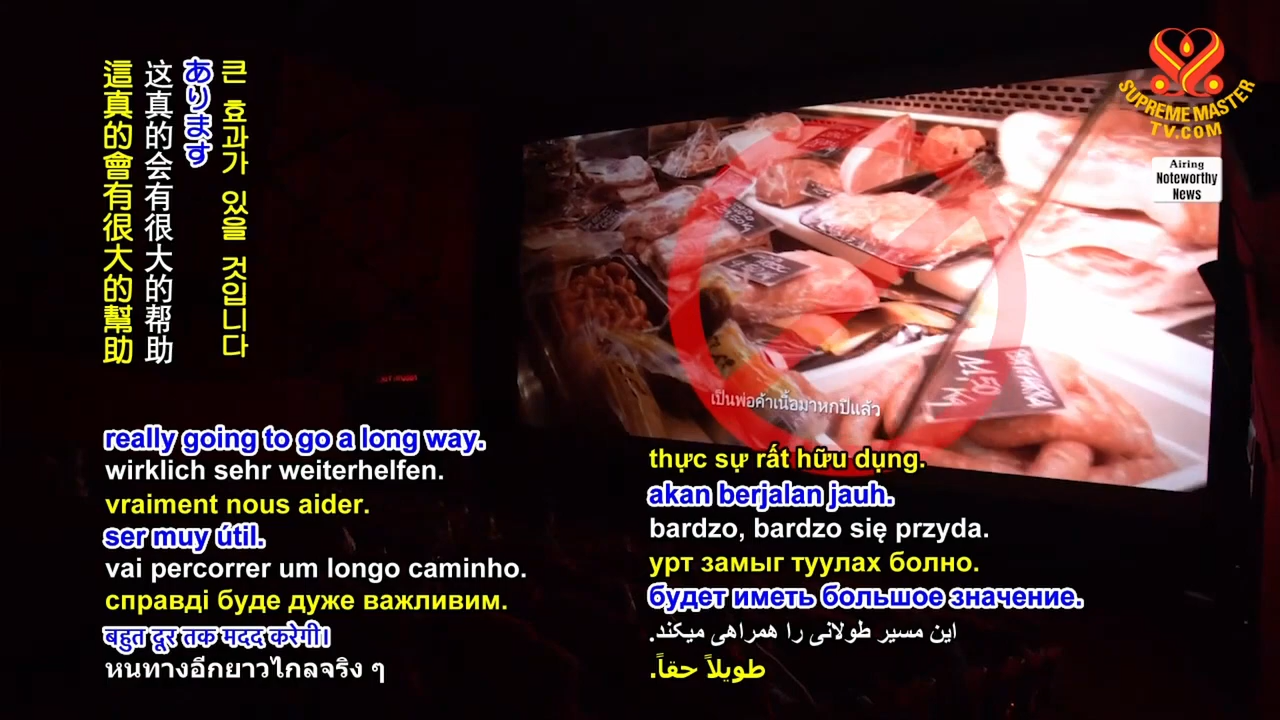 큰 효과가 있을 것입니다
あります
这真的会有很大的帮助
這真的會有很大的幫助
SUPREME MASTER
TV.COM
Airing
Noteworthy
News
เป็นพ่อค้าเนื้อมาหกปีแล้ว
really going to go a long way.
wirklich sehr weiterhelfen.
vraiment nous aider.
ser muy útil.
vai percorrer um longo caminho.
справді буде дуже важливим.
बहुत दूर तक मदद करेगी।
หนทางอีกยาวไกลจริง ๆ
thực sự rất hữu dụng.
akan berjalan jauh.
bardzo, bardzo się przyda.
урт замыг туулах болно.
будет иметь большое значение.
این مسیر طولانی را همراهی میکند.
طويلاً حقاً.